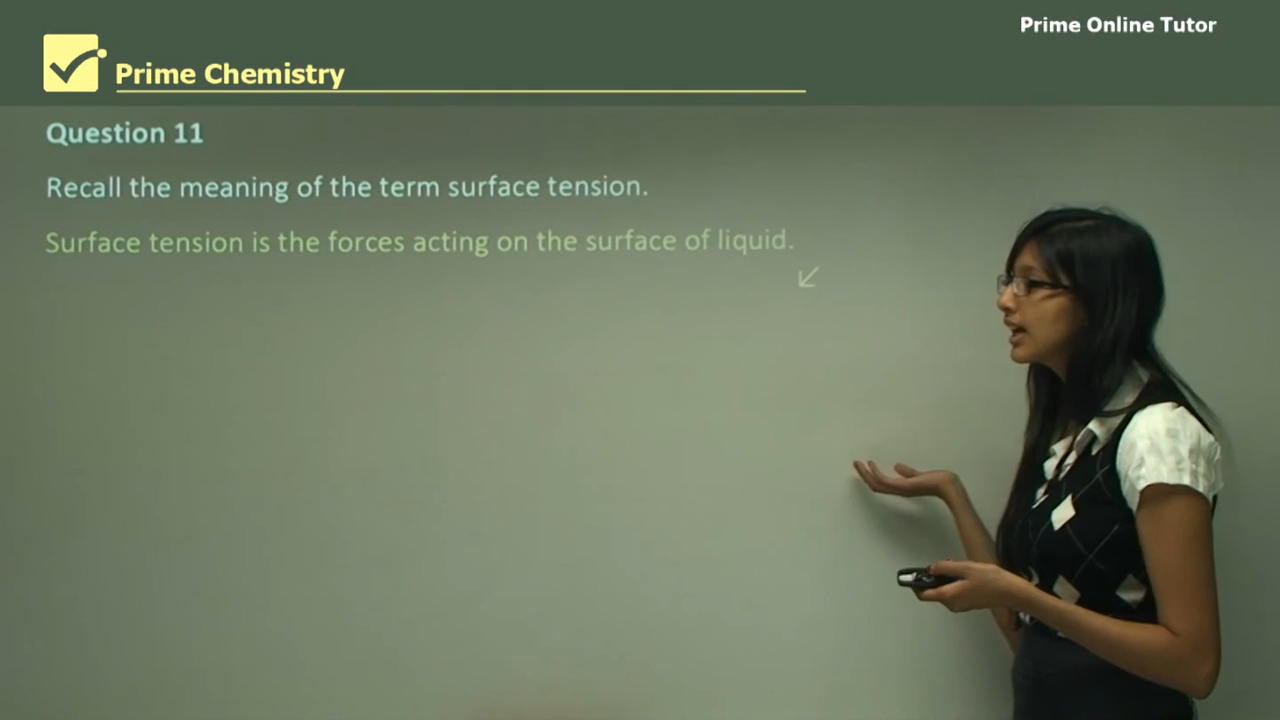 Prime Online Tutor
Prime Chemistry
Question 11
Recall the meaning of the term surface tension.
Surface tension is the forces acting on the surface of liquid.